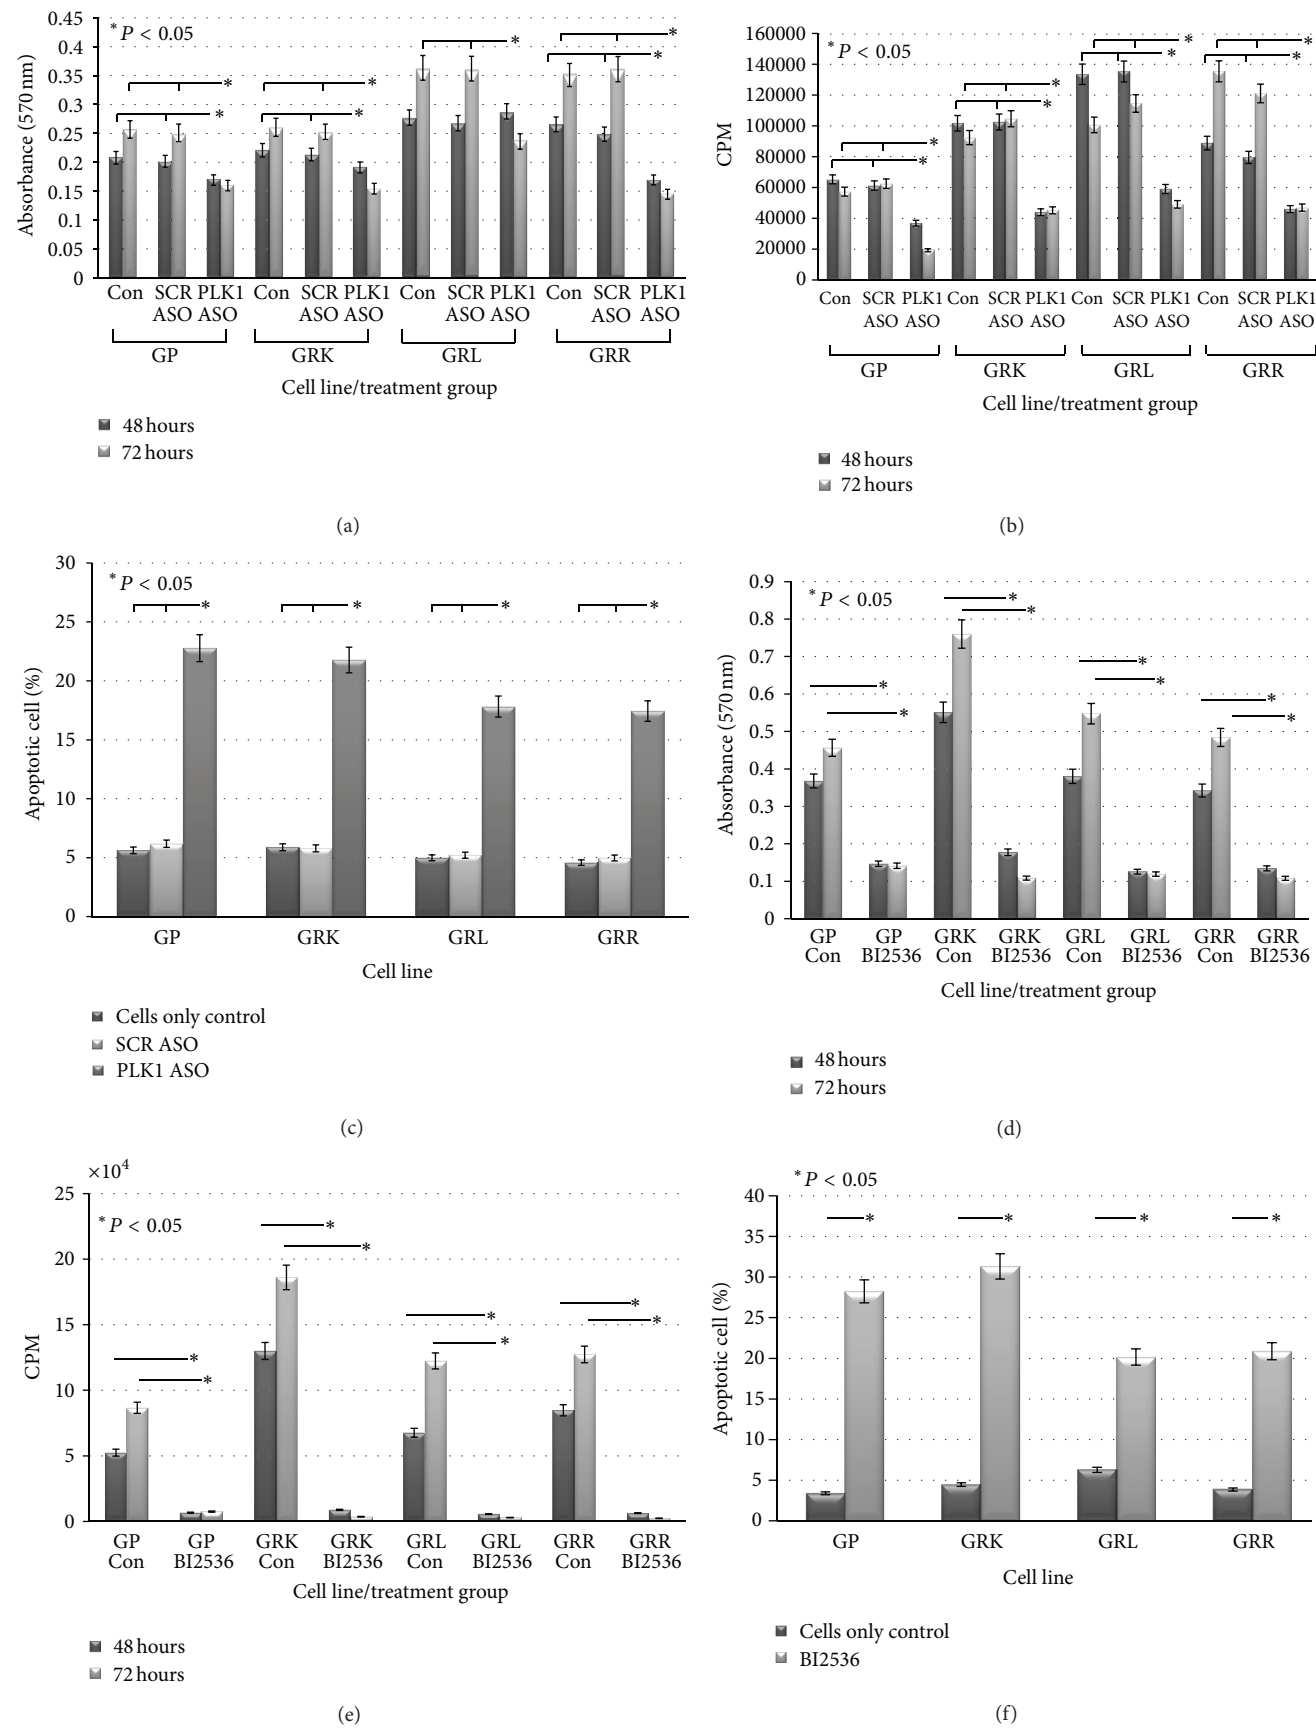 0.45
0.4
0.35
0.3
0.25
0.2
0.15
0.1
0.05
0
Absorbance (570 nm)
*P < 0.05
* * * * * * *
Con SCR PLK1 Con SCR PLK1 Con SCR PLK1 Con SCR PLK1
ASO ASO ASO ASO ASO ASO ASO ASO
GP GRK GRL GRR
Cell line/treatment group
48 hours
72 hours
(a)
160000
140000
120000
100000
80000
60000
40000
20000
0
CPM
*P < 0.05
* * * * * * * *
Con SCR PLK1 Con SCR PLK1 Con SCR PLK1 Con SCR PLK1
ASO ASO ASO ASO ASO ASO ASO ASO
GP GRK GRL GRR
Cell line/treatment group
48 hours
72 hours
(b)
30
25
20
15
10
5
0
Apoptotic cell (%)
*P < 0.05
* * * *
GP GRK GRL GRR
Cell line
Cells only control
SCR ASO
PLK1 ASO
(c)
0.9
0.8
0.7
0.6
0.5
0.4
0.3
0.2
0.1
0
Absorbance (570 nm)
*P < 0.05
* * * * * * * *
GP GP GRK GRK GRL GRL GRR GRR
Con BI2536 Con BI2536 Con BI2536 Con BI2536
Cell line/treatment group
48 hours
72 hours
(d)
×10⁴
25
20
15
10
5
0
CPM
*P < 0.05
* * * * * * * *
GP GP GRK GRK GRL GRL GRR GRR
Con BI2536 Con BI2536 Con BI2536 Con BI2536
Cell line/treatment group
48 hours
72 hours
(e)
*P < 0.05
40
35
30
25
20
15
10
5
0
Apoptotic cell (%)
* * * *
GP GRK GRL GRR
Cell line
Cells only control
BI2536
(f)